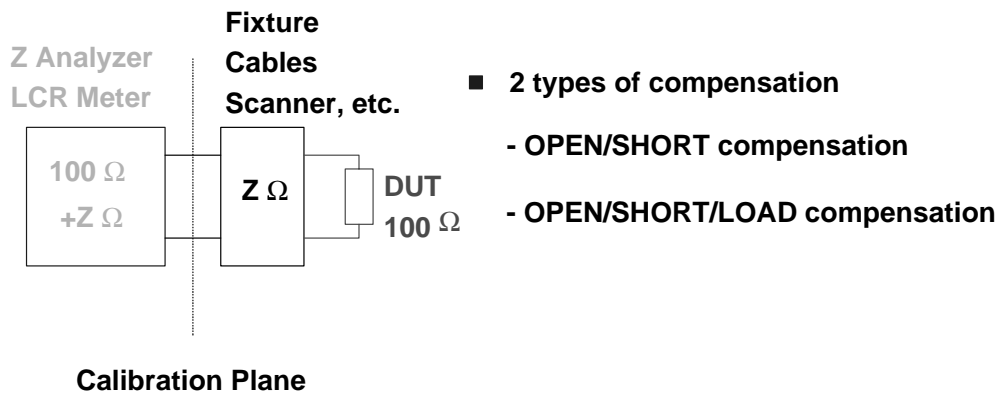 Z Analyzer
LCR Meter
100 Ω
+Z Ω
Fixture
Cables
Scanner, etc.
Z Ω
DUT
100 Ω
■ 2 types of compensation
- OPEN/SHORT compensation
- OPEN/SHORT/LOAD compensation
Calibration Plane